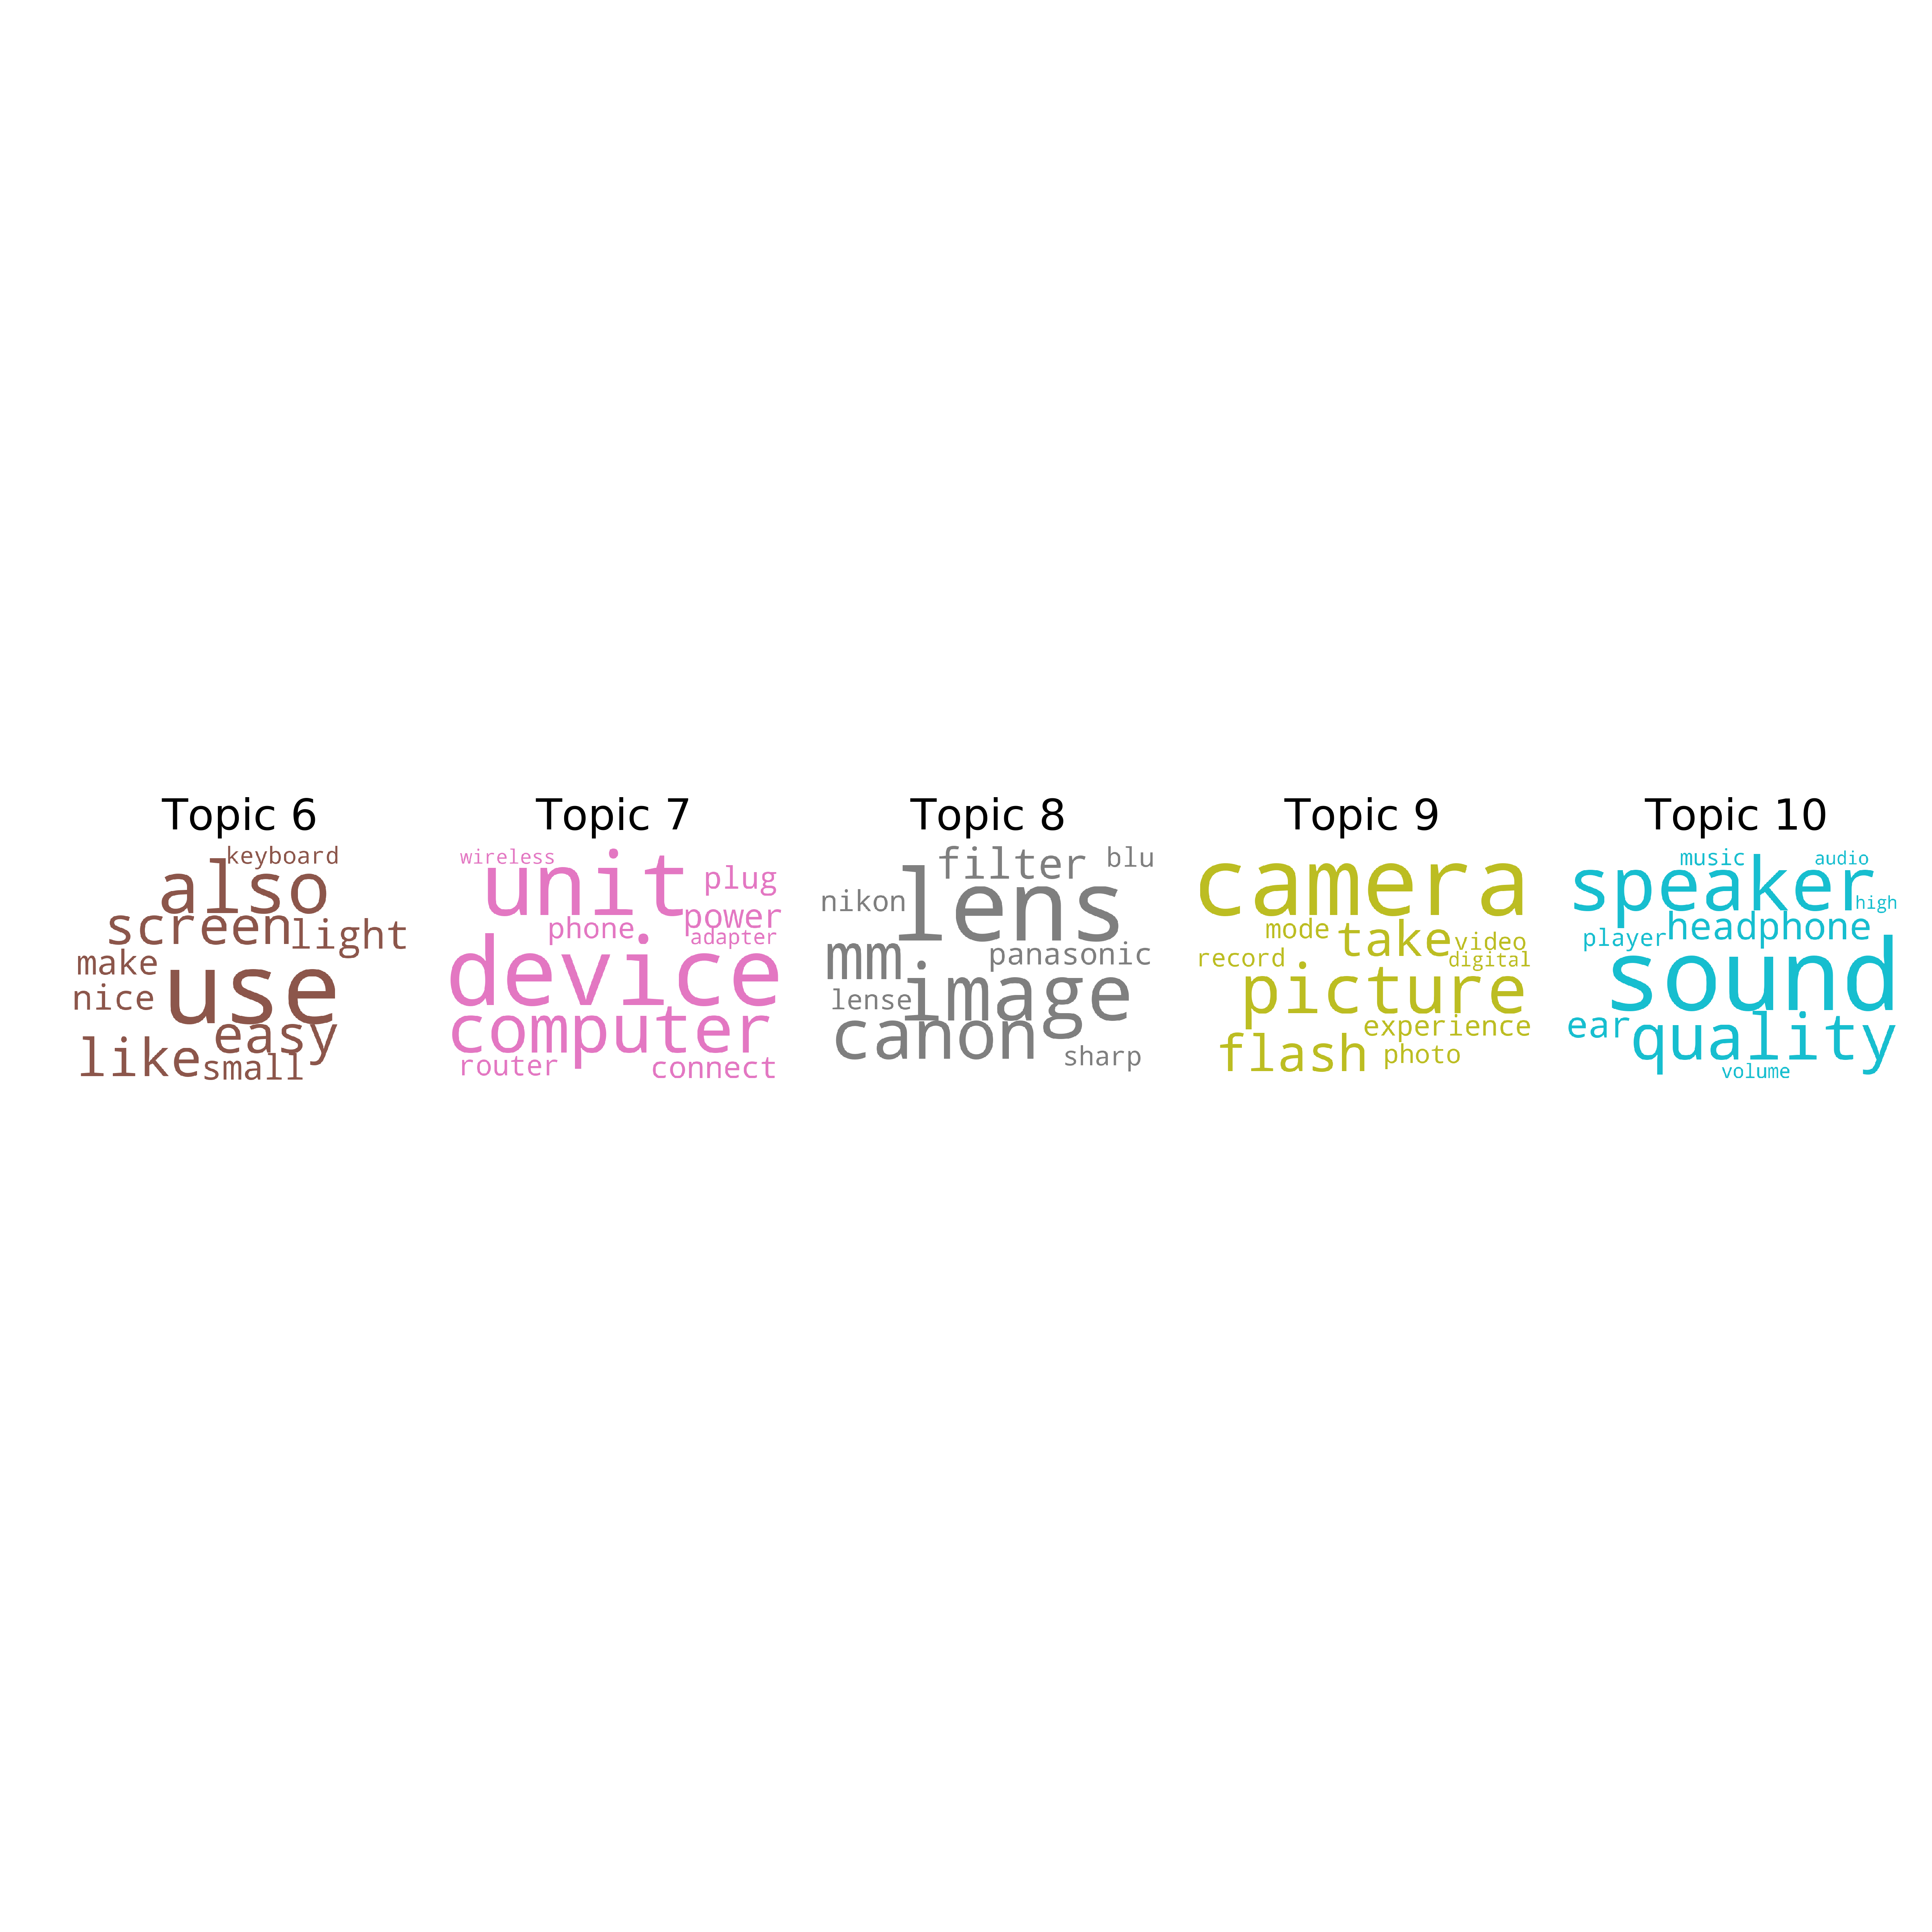 Topic 6
keyboard
also
screen
light
make
use
nice
easy
like
small
Topic 7
wireless
unit
plug
power
phone
adapter
device
computer
router
connect
Topic 8
filter
blu
lens
nikon
mm
panasonic
image
lense
canon
sharp
Topic 9
camera
mode
take
video
record
digital
picture
experience
flash
photo
Topic 10
music
audio
speaker
high
headphone
player
sound
ear
quality
volume